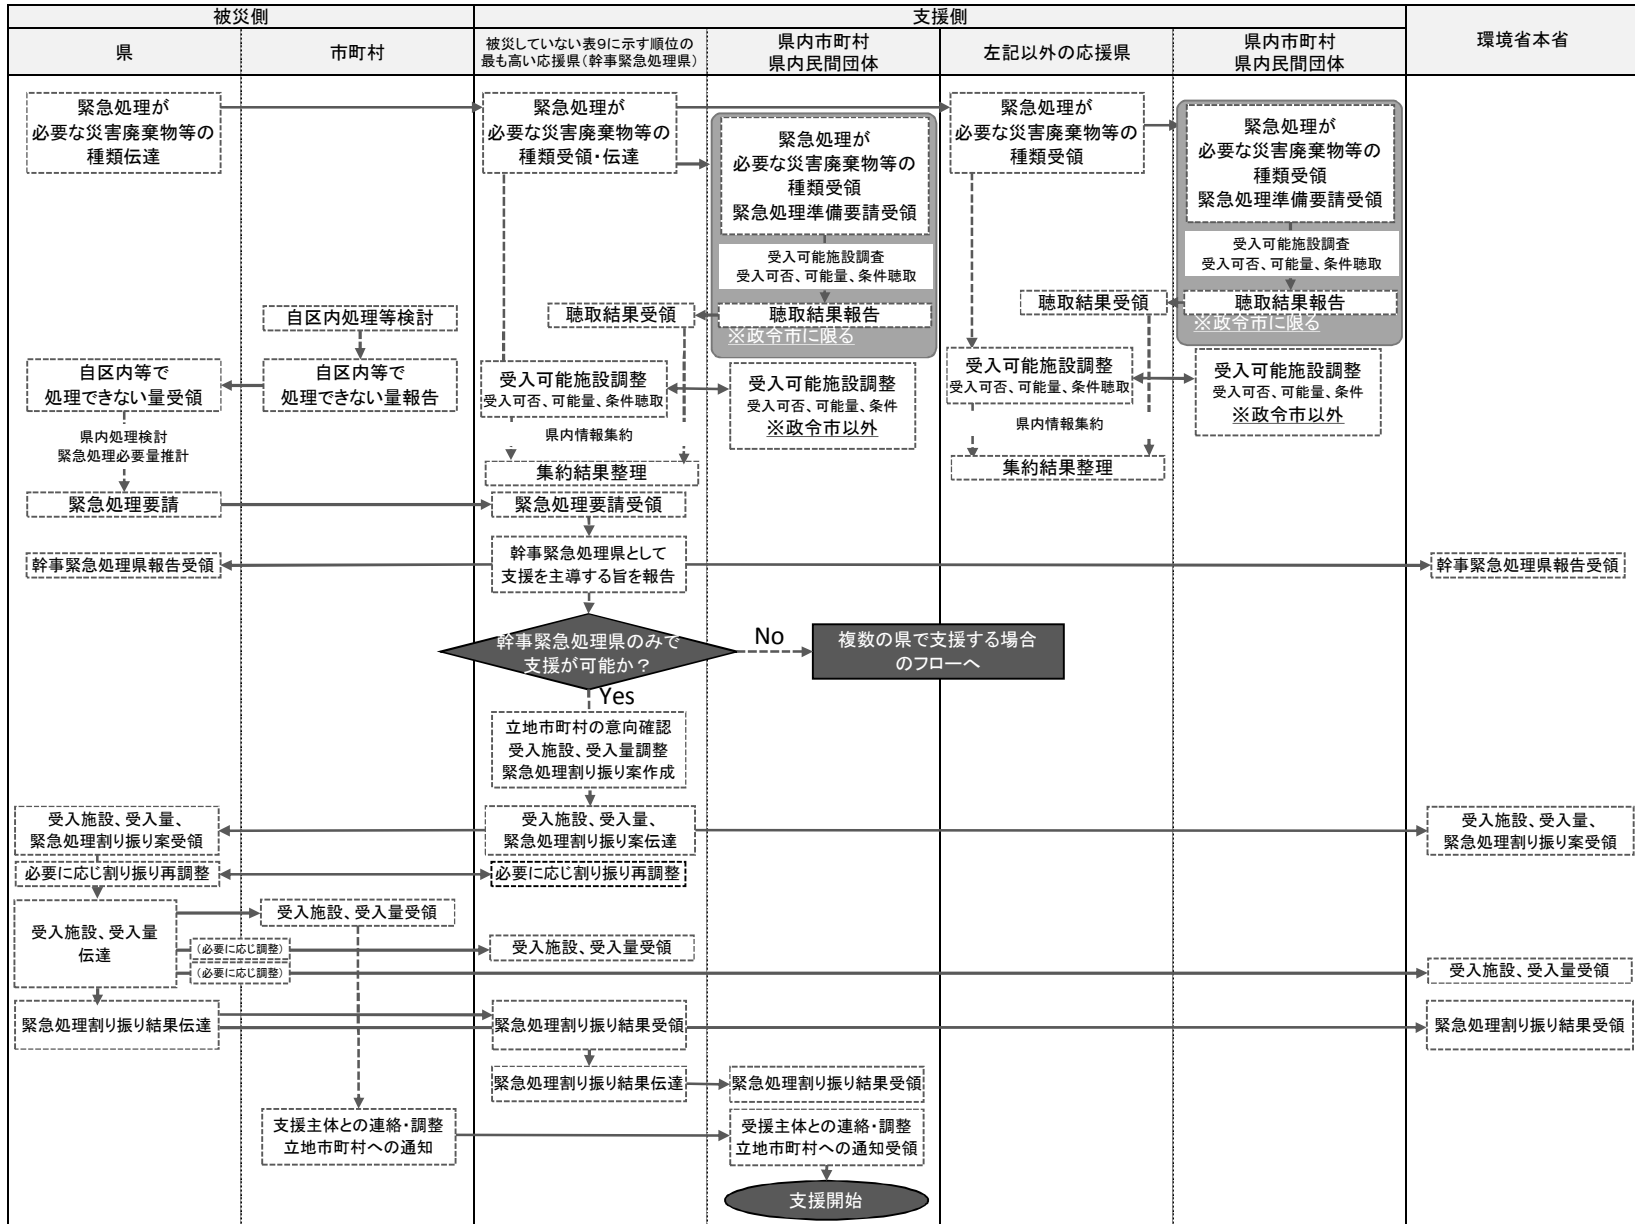 被災側
支援側
環境省本省
県
市町村
被災していない表9に示す順位の
最も高い応援県(幹事緊急処理県)
県内市町村
県内民間団体
左記以外の応援県
県内市町村
県内民間団体
緊急処理が
必要な災害廃棄物等の
種類伝達
緊急処理が
必要な災害廃棄物等の
種類受領・伝達
緊急処理が
必要な災害廃棄物等の
種類受領
緊急処理準備要請受領
緊急処理が
必要な災害廃棄物等の
種類受領
緊急処理が
必要な災害廃棄物等の
種類受領
緊急処理準備要請受領
受入可能施設調査
受入可否、可能量、条件聴取
受入可能施設調査
受入可否、可能量、条件聴取
自区内処理等検討
聴取結果受領
聴取結果報告
※政令市に限る
聴取結果受領
聴取結果報告
※政令市に限る
自区内等で
処理できない量受領
自区内等で
処理できない量報告
受入可能施設調整
受入可否、可能量、条件聴取
受入可能施設調整
受入可否、可能量、条件
※政令市以外
受入可能施設調整
受入可否、可能量、条件聴取
受入可能施設調整
受入可否、可能量、条件
※政令市以外
県内処理検討
緊急処理必要量推計
県内情報集約
県内情報集約
集約結果整理
集約結果整理
緊急処理要請
緊急処理要請受領
幹事緊急処理県報告受領
幹事緊急処理県として
支援を主導する旨を報告
幹事緊急処理県報告受領
幹事緊急処理県のみで
支援が可能か?
No
複数の県で支援する場合
のフローへ
Yes
立地市町村の意向確認
受入施設、受入量調整
緊急処理割り振り案作成
受入施設、受入量、
緊急処理割り振り案受領
受入施設、受入量、
緊急処理割り振り案伝達
受入施設、受入量、
緊急処理割り振り案受領
必要に応じ割り振り再調整
必要に応じ割り振り再調整
受入施設、受入量
伝達
受入施設、受入量受領
(必要に応じ調整)
受入施設、受入量受領
(必要に応じ調整)
受入施設、受入量受領
緊急処理割り振り結果伝達
緊急処理割り振り結果受領
緊急処理割り振り結果受領
緊急処理割り振り結果伝達
緊急処理割り振り結果受領
支援主体との連絡・調整
立地市町村への通知
受援主体との連絡・調整
立地市町村への通知受領
支援開始